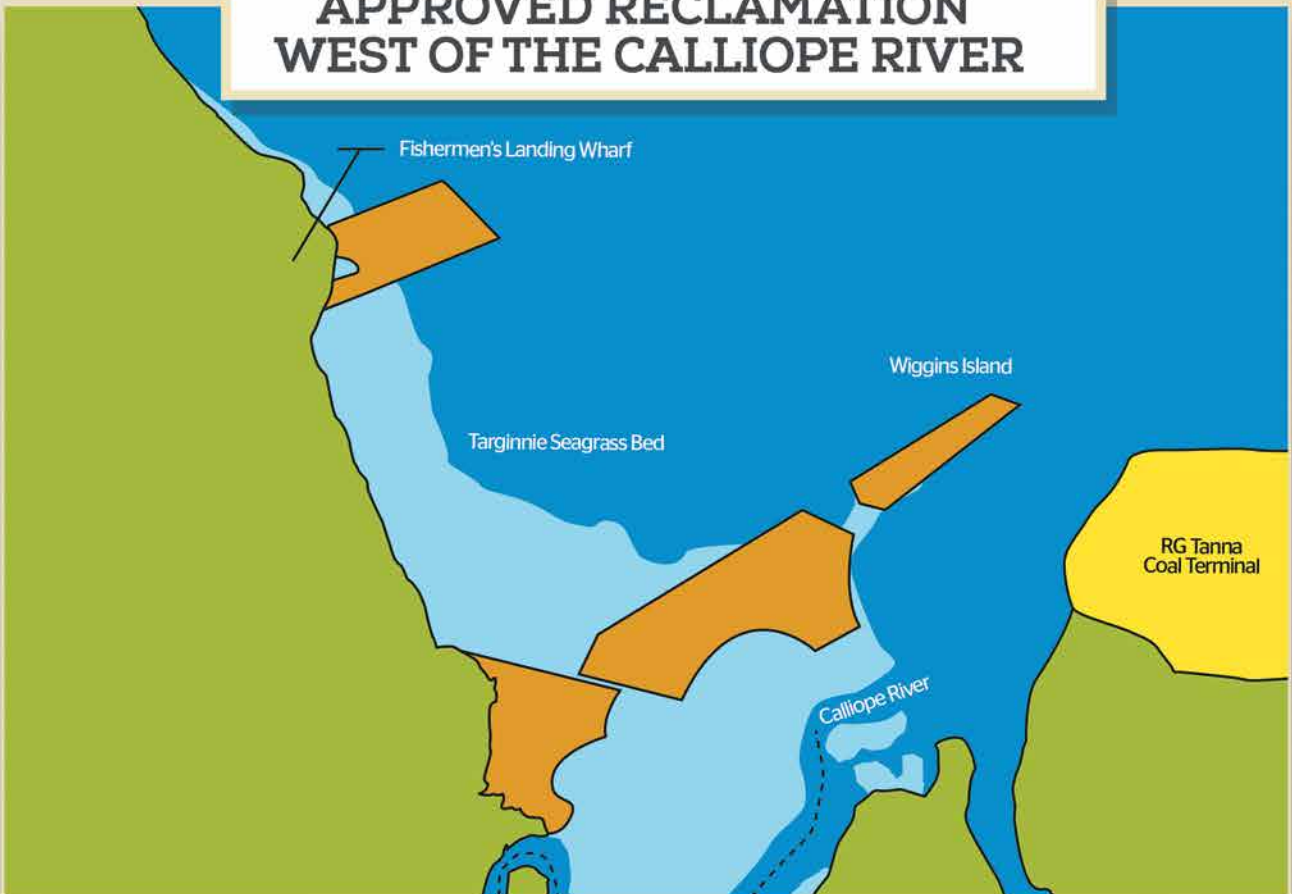 APPROVED RECLAMATION
WEST OF THE CALLIOPE RIVER
Fishermen's Landing Wharf
Wiggins Island
Targinnie Seagrass Bed
RG Tanna
Coal Terminal
Calliope River